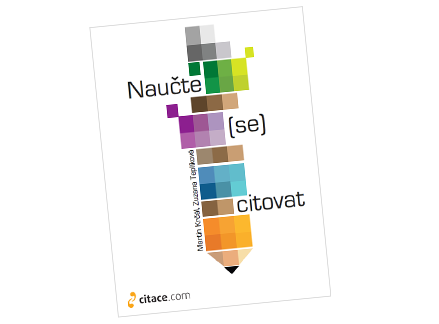 Naučte
(se)
citovat
Martin Krčál, Zuzana Teplíková
citace.com